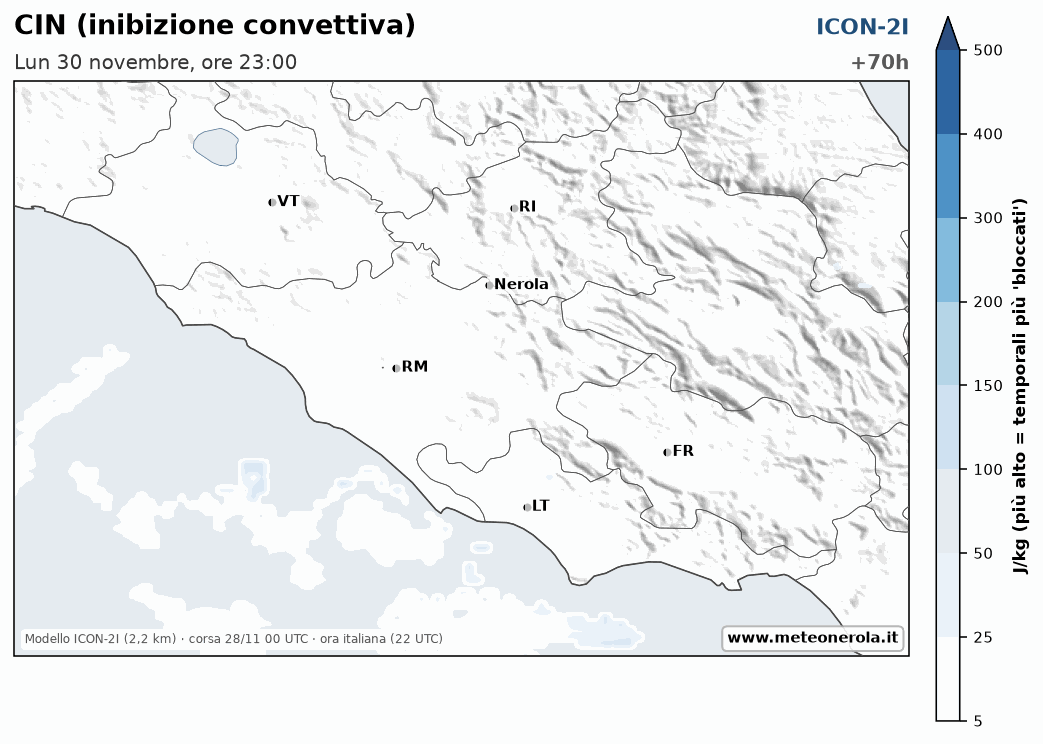 CIN (inibizione convettiva)
ICON-2I
Lun 30 novembre, ore 23:00
+70h
VT
RI
Nerola
RM
FR
LT
Modello ICON-2I (2,2 km) · corsa 28/11 00 UTC · ora italiana (22 UTC)
www.meteonerola.it
500
400
300
200
150
100
50
25
5
J/kg (più alto = temporali più 'bloccati')